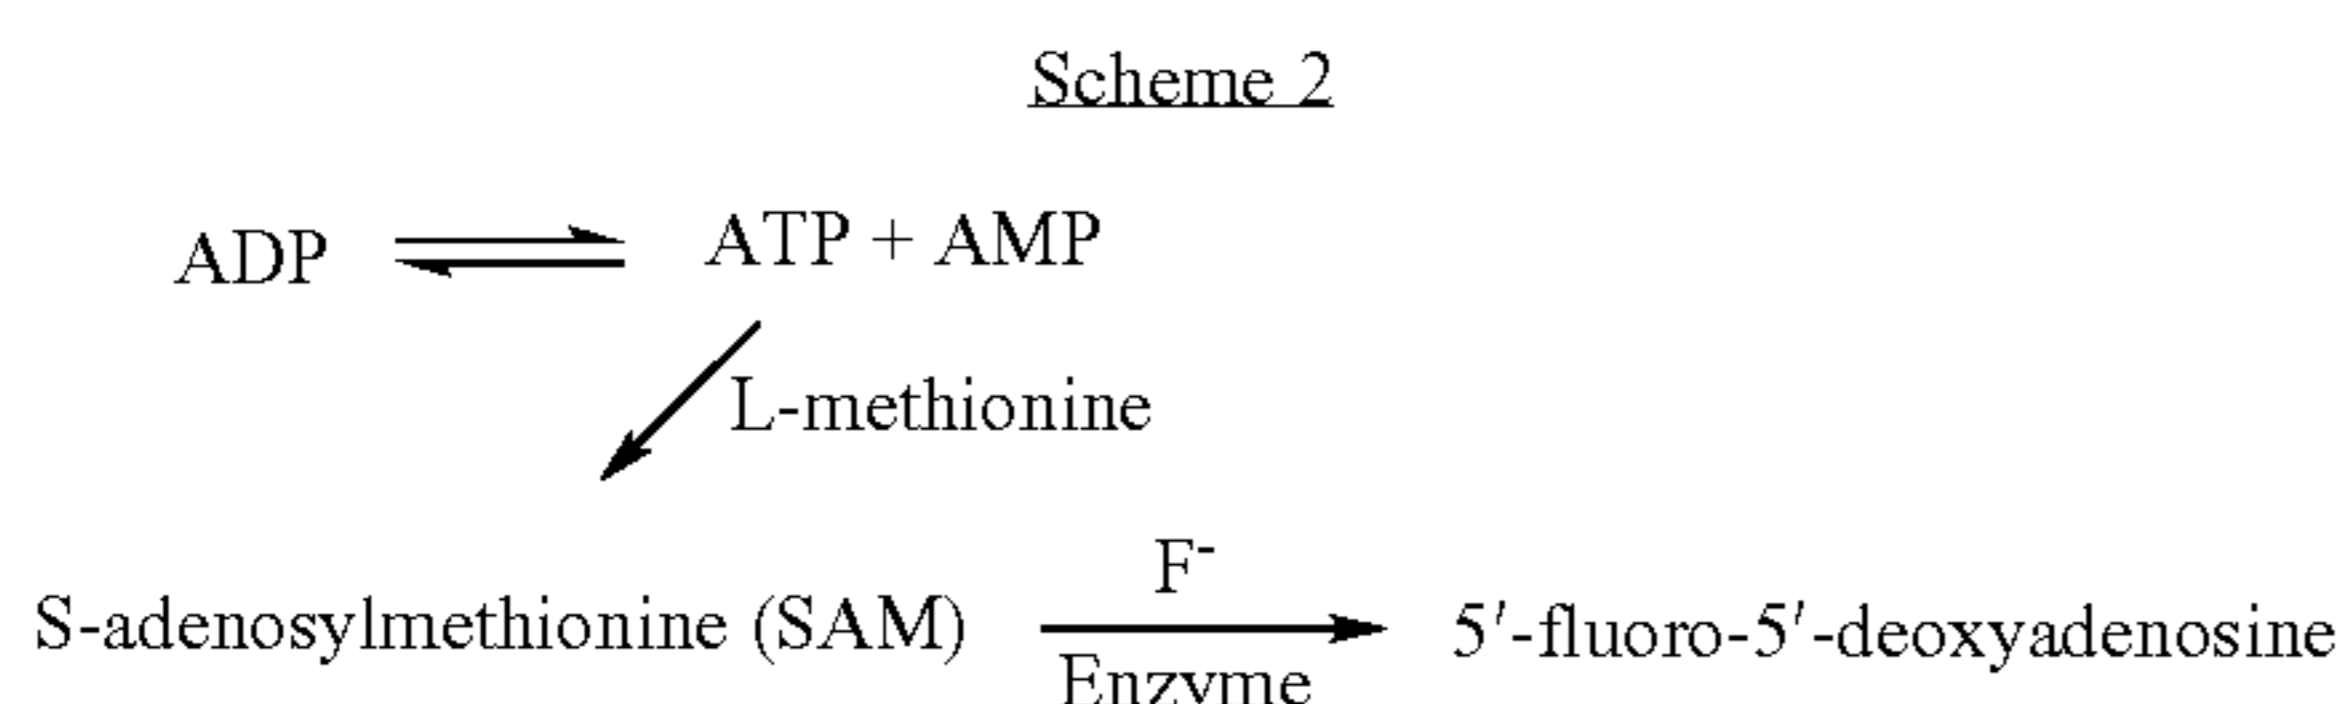 Scheme 2
ADP ⇌ ATP + AMP
L-methionine
F-
S-adenosylmethionine (SAM) → 5'-fluoro-5'-deoxyadenosine
Enzyme